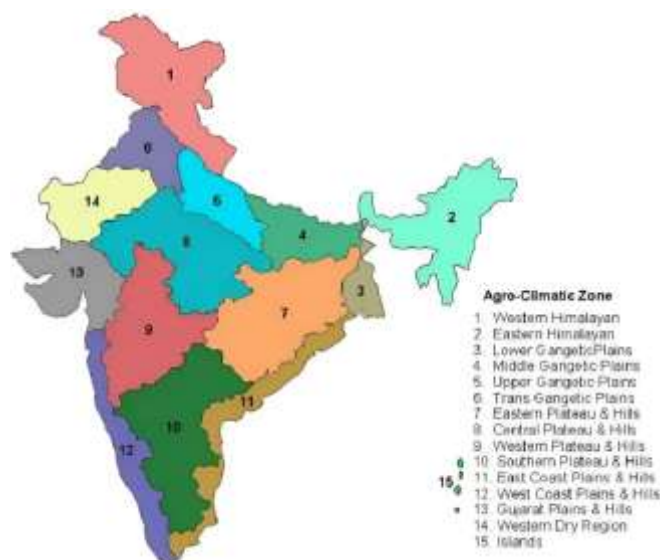 1
6
14
5
2
4
8
13
3
7
9
11
10
12
15
Agro-Climatic Zone
1 Western Himalayan
2 Eastern Himalayan
3 Lower GangeticPlains
4 Middle Gangetic Plains
5 Upper Gangetic Plains
6 Trans Gangetic Plains
7 Eastern Plateau & Hills
8 Central Plateau & Hills
9 Western Plateau & Hills
10 Southern Plateau & Hills
11 East Coast Plains & Hills
12 West Coast Plains & Hills
13 Gujarat Plains & Hills
14 Western Dry Region
15 Islands